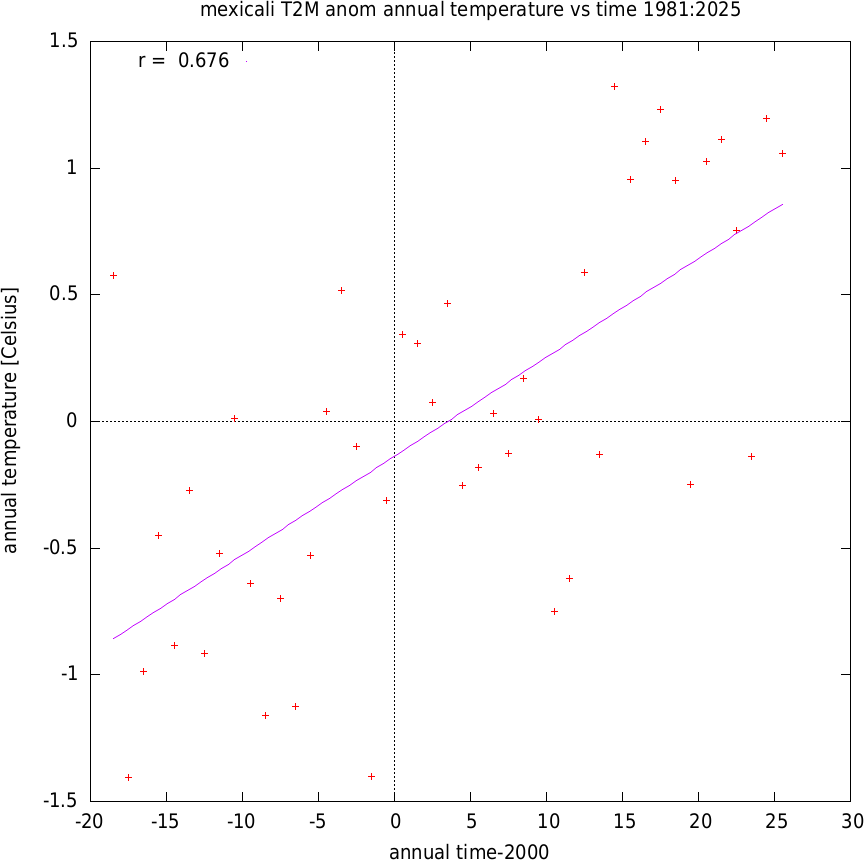 mexicali T2M anom annual temperature vs time 1981:2025
r = 0.676
1.5
1
0.5
0
-0.5
-1
-1.5
annual temperature [Celsius]
-20 -15 -10 -5 0 5 10 15 20 25 30
annual time-2000